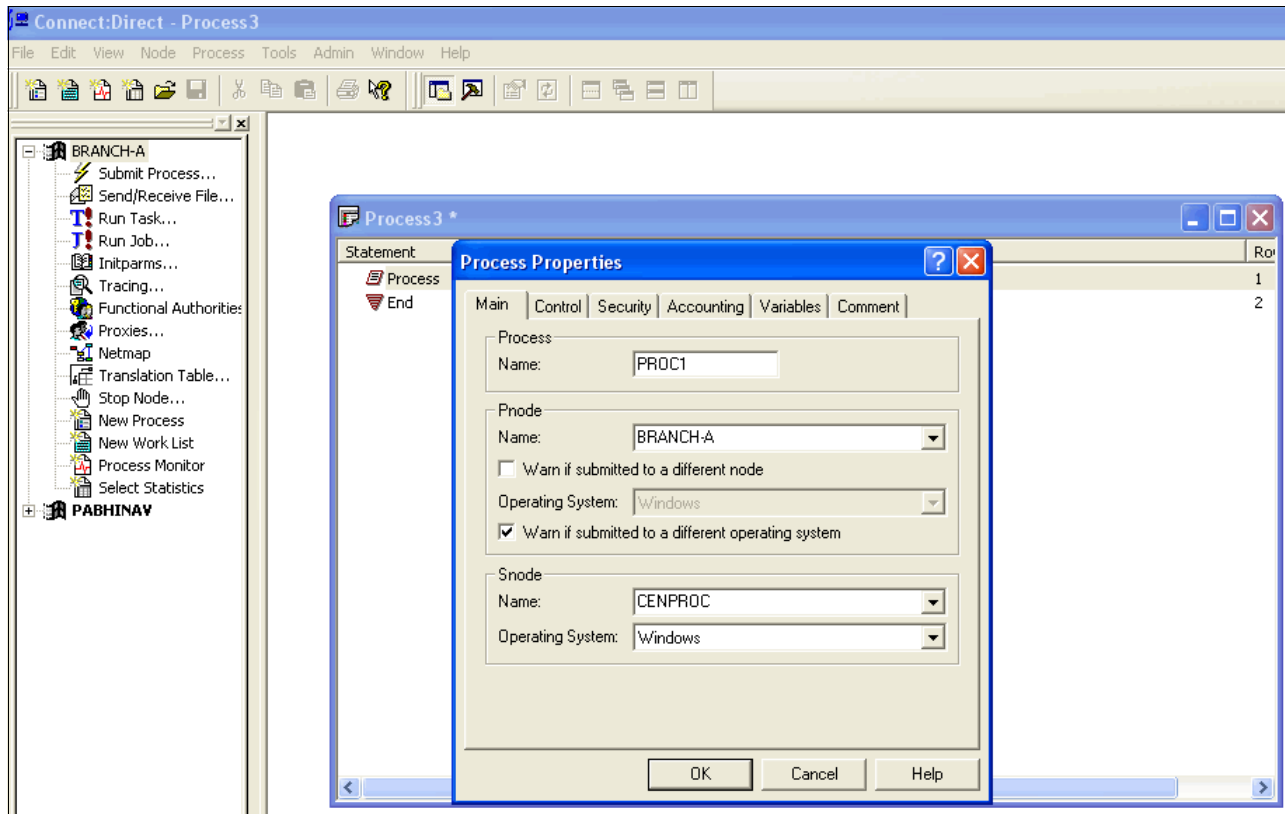 Connect:Direct - Process3
File Edit View Node Process Tools Admin Window Help
BRANCH-A
Submit Process...
Send/Receive File...
Run Task...
Run Job...
Initparms...
Tracing...
Functional Authorities
Proxies...
Netmap
Translation Table...
Stop Node...
New Process
New Work List
Process Monitor
Select Statistics
PABHINAV
Process3 *
Statement
Process 1
End 2
Process Properties
Main Control Security Accounting Variables Comment
Process
Name: PROC1
Pnode
Name: BRANCH-A
Warn if submitted to a different node
Operating System: Windows
Warn if submitted to a different operating system
Snode
Name: CENPROC
Operating System: Windows
OK Cancel Help